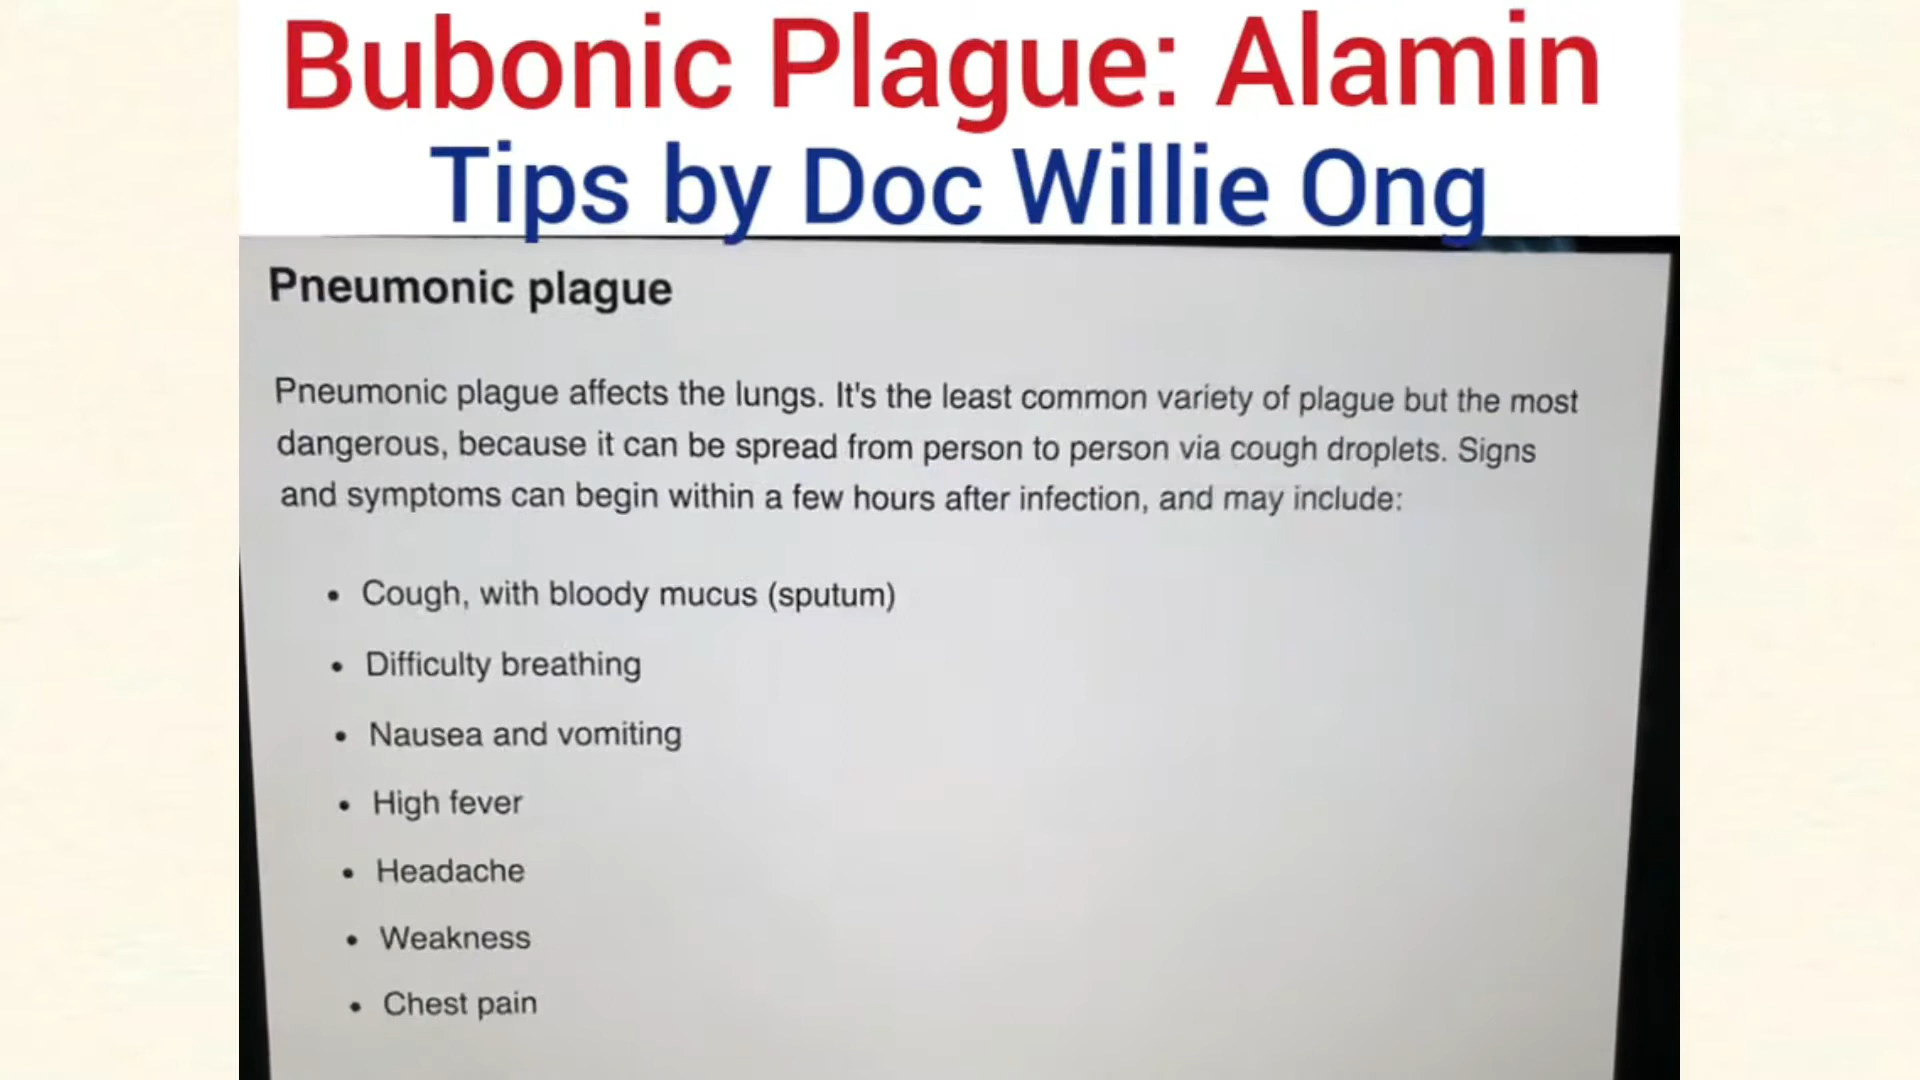 Bubonic Plague: Alamin
Tips by Doc Willie Ong
Pneumonic plague
Pneumonic plague affects the lungs. It's the least common variety of plague but the most
dangerous, because it can be spread from person to person via cough droplets. Signs
and symptoms can begin within a few hours after infection, and may include:
• Cough, with bloody mucus (sputum)
• Difficulty breathing
• Nausea and vomiting
• High fever
• Headache
• Weakness
• Chest pain